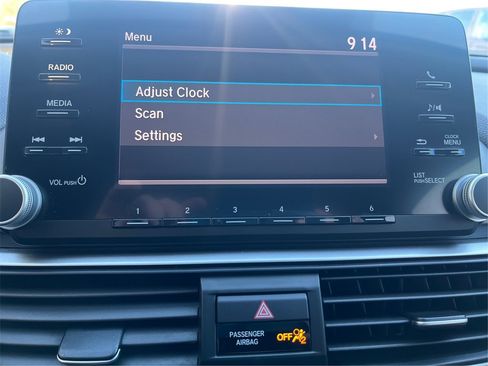 Menu
9 14
RADIO
Adjust Clock
MEDIA
Scan
Settings
CLOCK
MENU
VOL PUSH
LIST
PUSH SELECT
1 2 3 4 5 6
PASSENGER
AIRBAG
OFF 2